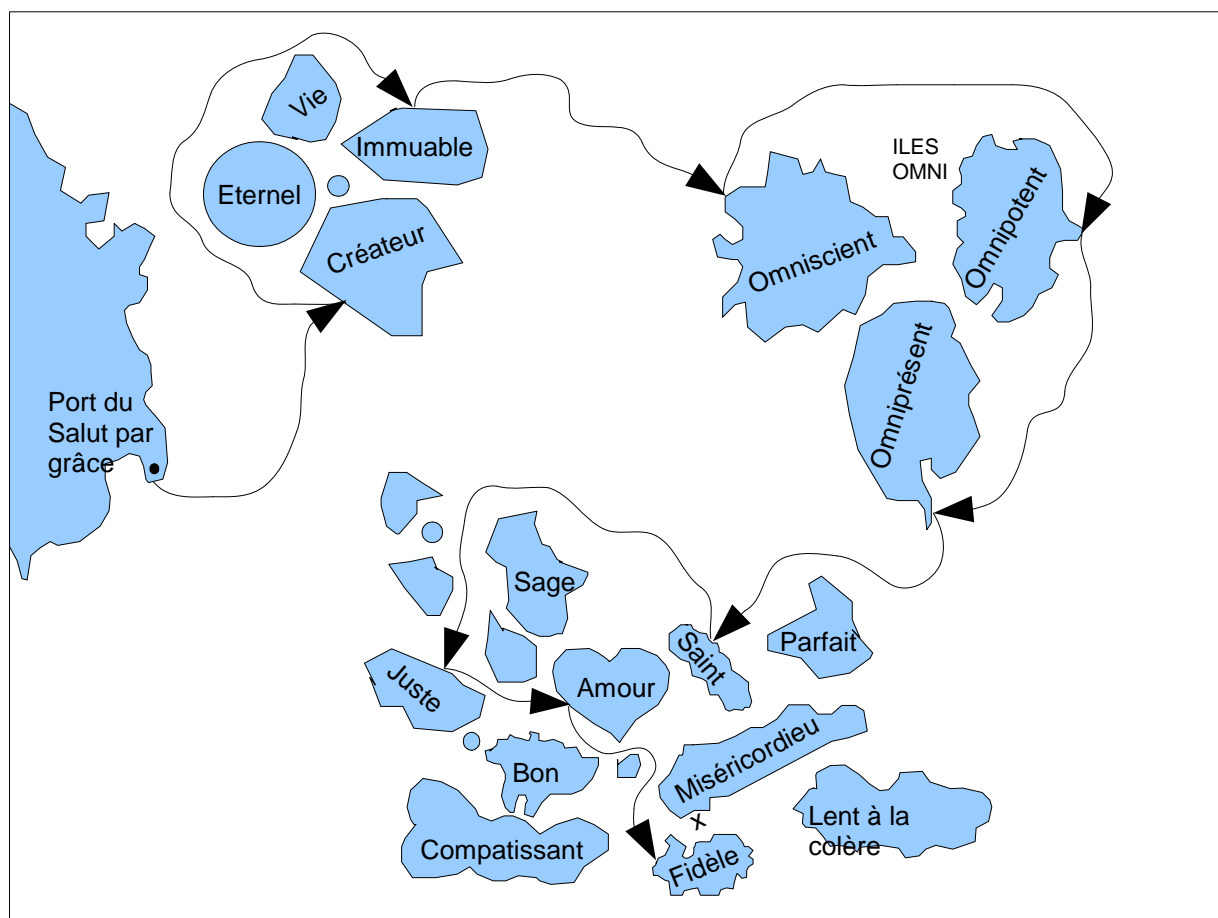 Vie
Immuable
Eternel
Créateur
ILES
OMNI
Omniscient
Omnipotent
Omniprésent
Port du
Salut par
grâce
Sage
Saint
Parfait
Juste
Amour
Bon
Miséricordieu
x
Lent à la
colère
Compatissant
Fidèle